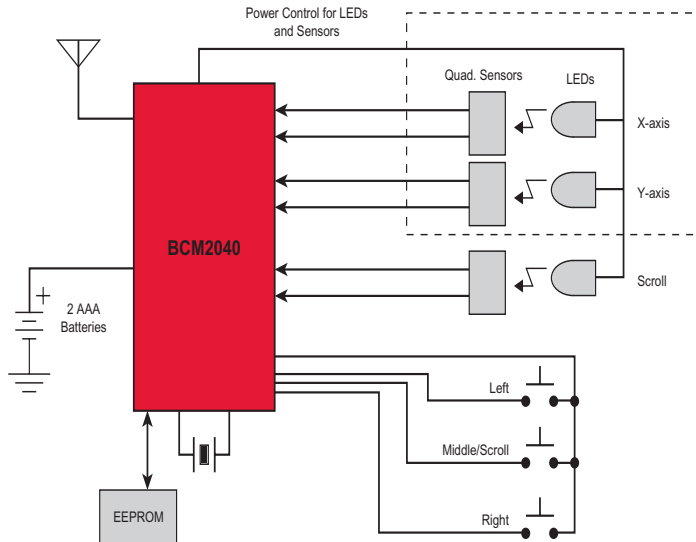 Power Control for LEDs
and Sensors
Quad. Sensors
LEDs
X-axis
Y-axis
BCM2040
Scroll
+
2 AAA
Batteries
Left
Middle/Scroll
Right
EEPROM